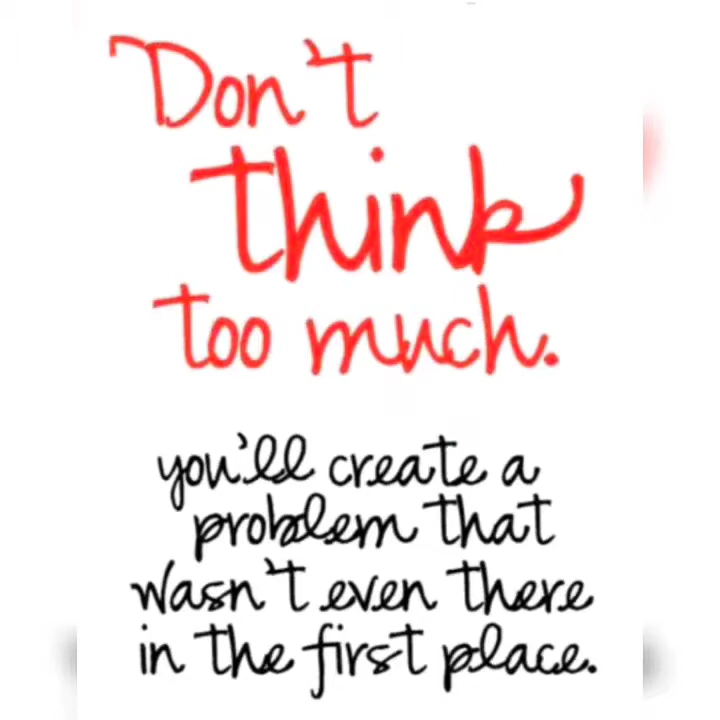 Don't
think
too much.
you'll create a
problem that
wasn't even there
in the first place.